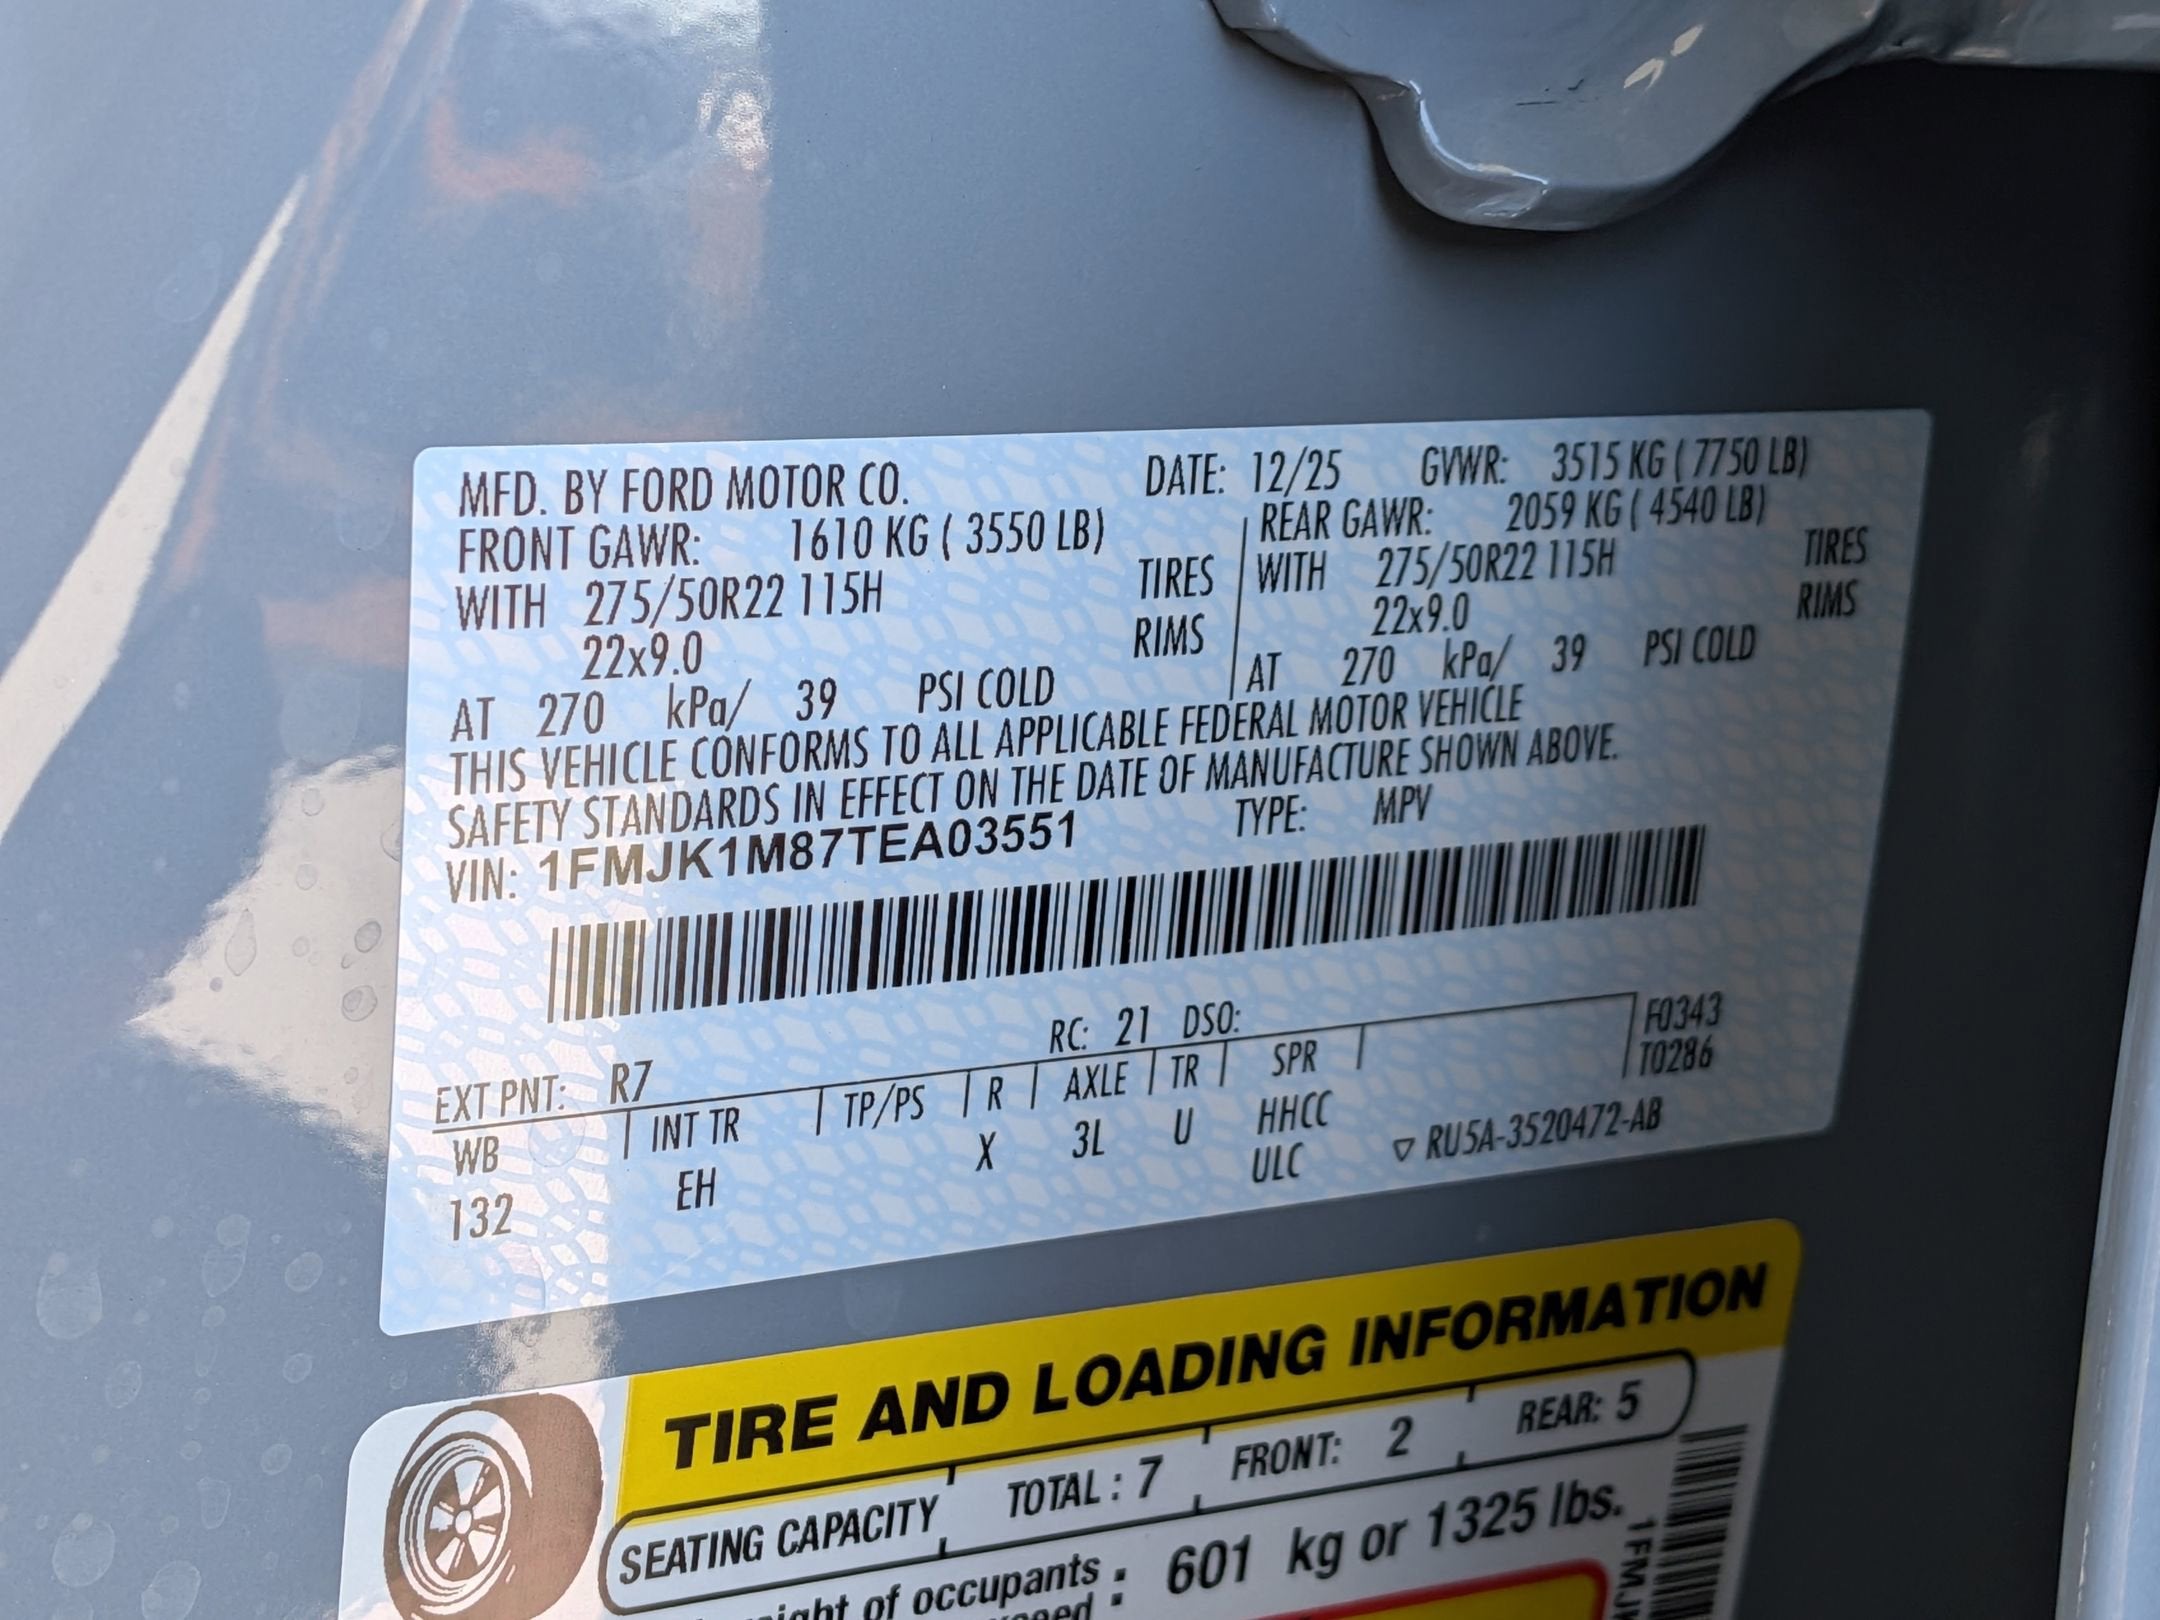 MFD. BY FORD MOTOR CO. DATE: 12/25 GVWR: 3515 KG ( 7750 LB)
FRONT GAWR: 1610 KG ( 3550 LB) REAR GAWR: 2059 KG ( 4540 LB)
WITH 275/50R22 115H TIRES WITH 275/50R22 115H TIRES
22x9.0 RIMS 22x9.0 RIMS
AT 270 kPa/ 39 PSI COLD AT 270 kPa/ 39 PSI COLD
THIS VEHICLE CONFORMS TO ALL APPLICABLE FEDERAL MOTOR VEHICLE
SAFETY STANDARDS IN EFFECT ON THE DATE OF MANUFACTURE SHOWN ABOVE.
VIN: 1FMJK1M87TEA03551 TYPE: MPV
EXT PNT: R7 RC: 21 DSO: F0343
WB INT TR TP/PS R AXLE TR SPR T0286
132 EH X 3L U HHCC
ULC ▽ RU5A-3520472-AB
TIRE AND LOADING INFORMATION
SEATING CAPACITY TOTAL : 7 FRONT: 2 REAR: 5
of occupants : 601 kg or 1325 lbs.
1FMJ